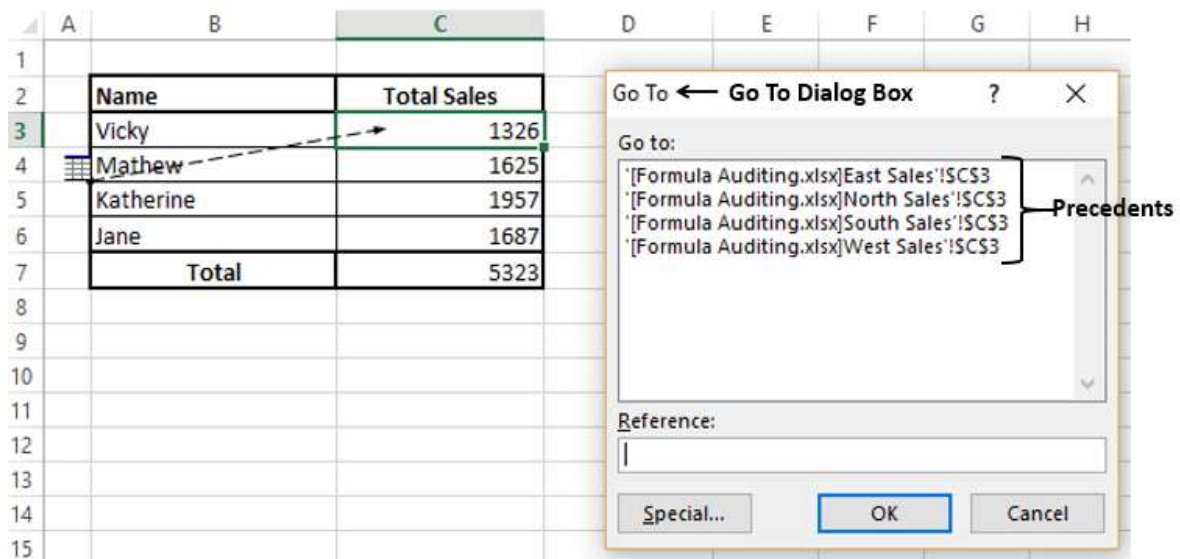 A B C D E F G H
1
2 Name Total Sales
3 Vicky 1326
4 Mathew 1625
5 Katherine 1957
6 Jane 1687
7 Total 5323
8
9
10
11
12
13
14
15
Go To Go To Dialog Box ?
Go to:
'[Formula Auditing.xlsx]East Sales'!$C$3
'[Formula Auditing.xlsx]North Sales'!$C$3
'[Formula Auditing.xlsx]South Sales'!$C$3
'[Formula Auditing.xlsx]West Sales'!$C$3
Precedents
Reference:
Special... OK Cancel